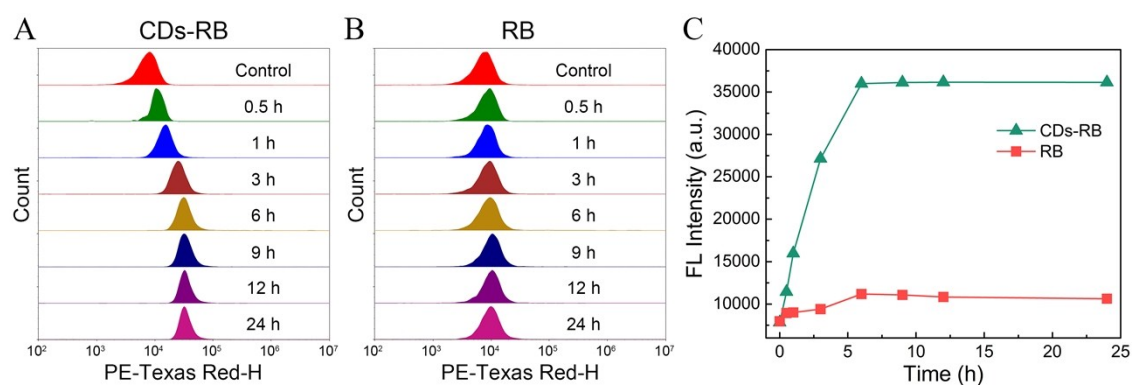 A
CDs-RB
Control
0.5 h
1 h
3 h
6 h
9 h
12 h
24 h
Count
10² 10³ 10⁴ 10⁵ 10⁶ 10⁷
PE-Texas Red-H
B
RB
Control
0.5 h
1 h
3 h
6 h
9 h
12 h
24 h
Count
10² 10³ 10⁴ 10⁵ 10⁶ 10⁷
PE-Texas Red-H
C
40000
35000
30000
25000
20000
15000
10000
FL Intensity (a.u.)
CDs-RB
RB
0 5 10 15 20 25
Time (h)